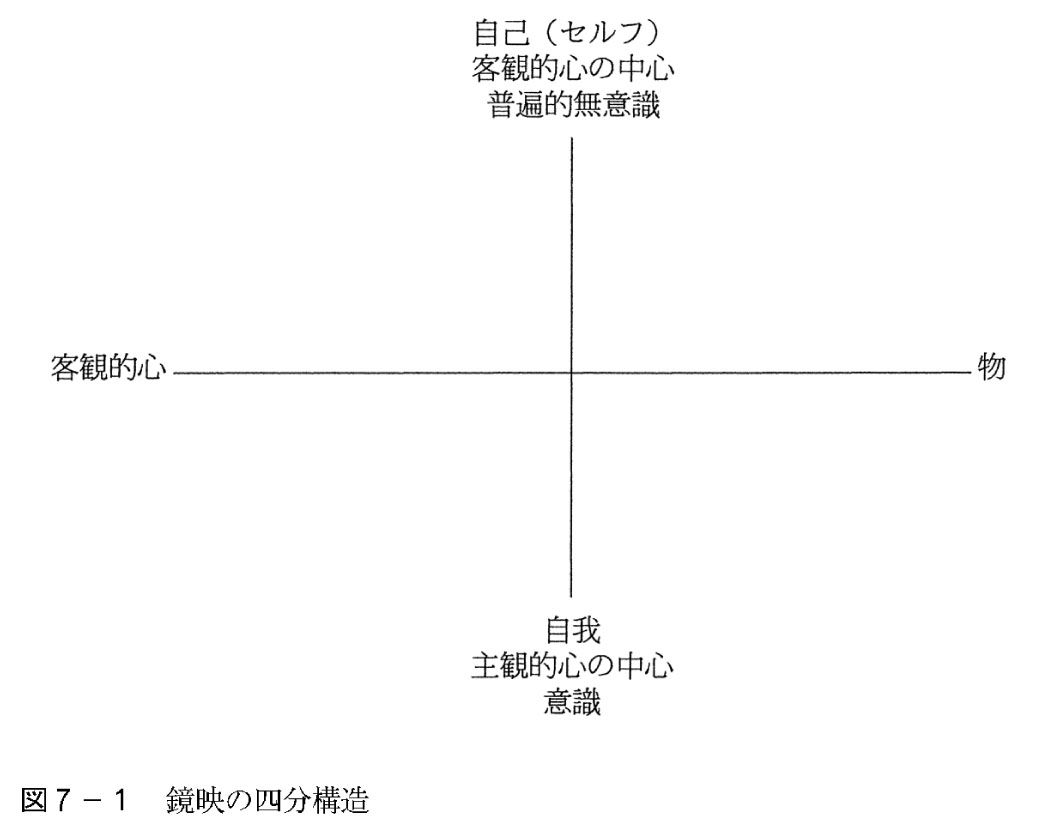 自己（セルフ）
客観的心の中心
普遍的無意識
客観的心
物
自我
主観的心の中心
意識
図7－1　鏡映の四分構造